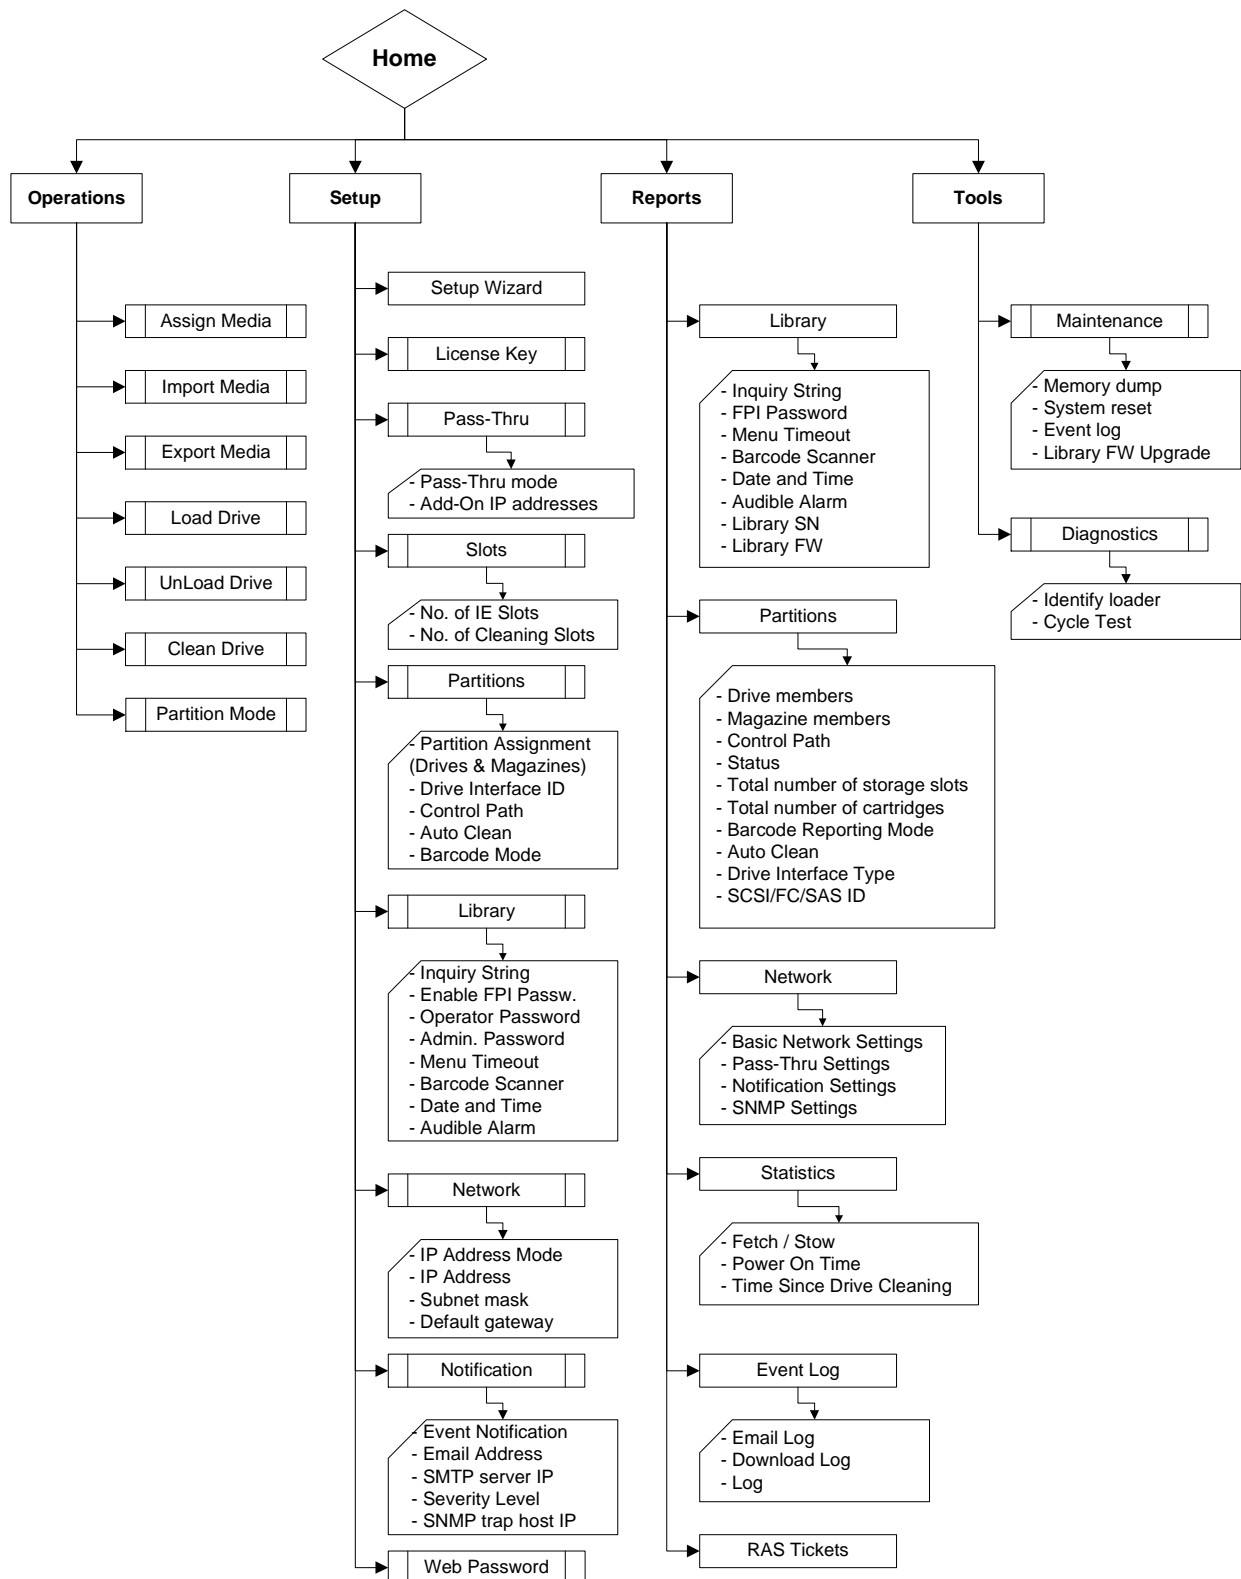 Home
Operations
Setup
Reports
Tools
Assign Media
Import Media
Export Media
Load Drive
UnLoad Drive
Clean Drive
Partition Mode
Setup Wizard
License Key
Pass-Thru
- Pass-Thru mode
- Add-On IP addresses
Slots
- No. of IE Slots
- No. of Cleaning Slots
Partitions
- Partition Assignment
(Drives & Magazines)
- Drive Interface ID
- Control Path
- Auto Clean
- Barcode Mode
Library
- Inquiry String
- Enable FPI Passw.
- Operator Password
- Admin. Password
- Menu Timeout
- Barcode Scanner
- Date and Time
- Audible Alarm
Network
- IP Address Mode
- IP Address
- Subnet mask
- Default gateway
Notification
- Event Notification
- Email Address
- SMTP server IP
- Severity Level
- SNMP trap host IP
Web Password
Library
- Inquiry String
- FPI Password
- Menu Timeout
- Barcode Scanner
- Date and Time
- Audible Alarm
- Library SN
- Library FW
Partitions
- Drive members
- Magazine members
- Control Path
- Status
- Total number of storage slots
- Total number of cartridges
- Barcode Reporting Mode
- Auto Clean
- Drive Interface Type
- SCSI/FC/SAS ID
Network
- Basic Network Settings
- Pass-Thru Settings
- Notification Settings
- SNMP Settings
Statistics
- Fetch / Stow
- Power On Time
- Time Since Drive Cleaning
Event Log
- Email Log
- Download Log
- Log
RAS Tickets
Maintenance
- Memory dump
- System reset
- Event log
- Library FW Upgrade
Diagnostics
- Identify loader
- Cycle Test